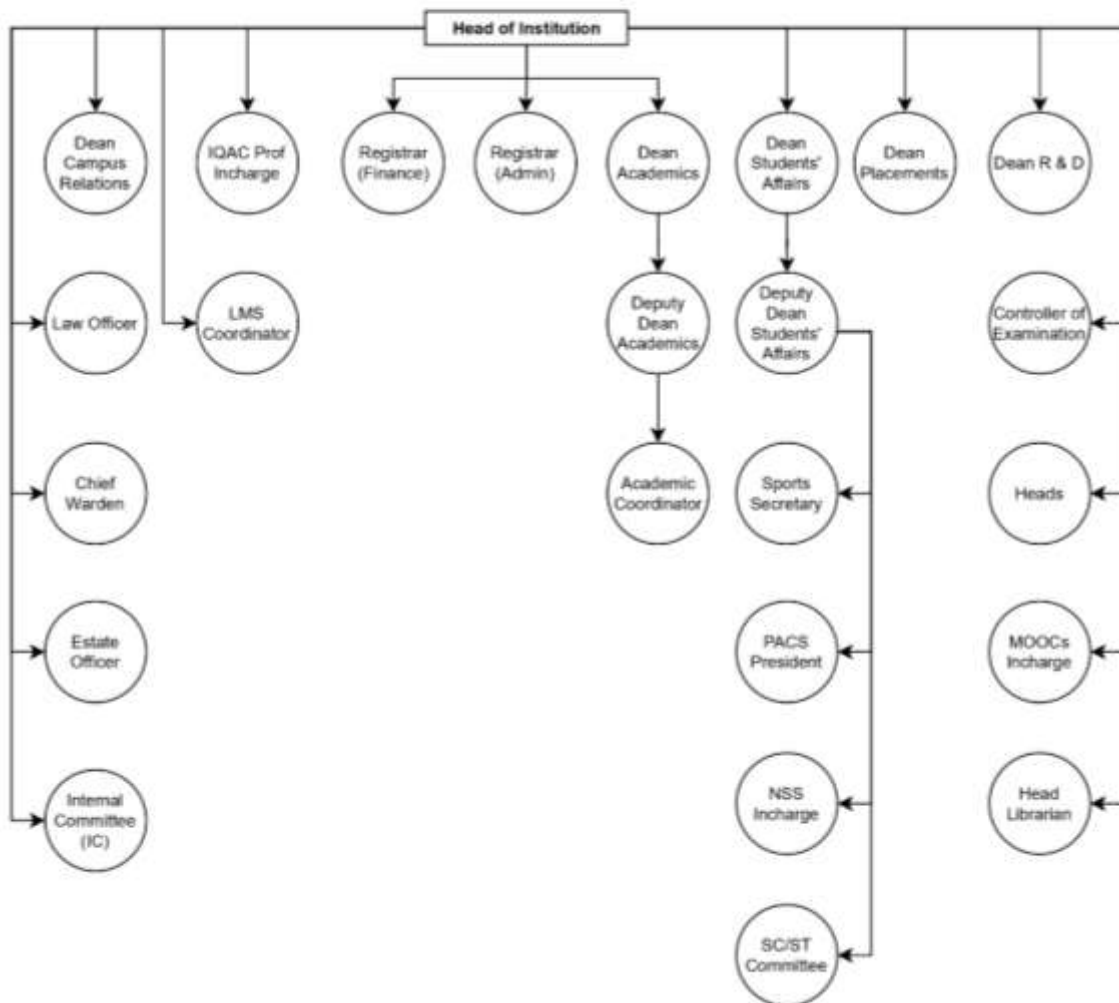 Head of Institution
Dean
Campus
Relations
IQAC Prof
Incharge
Registrar
(Finance)
Registrar
(Admin)
Dean
Academics
Dean
Students'
Affairs
Dean
Placements
Dean R & D
Law Officer
LMS
Coordinator
Deputy
Dean
Academics
Deputy
Dean
Students'
Affairs
Controller of
Examination
Chief
Warden
Academic
Coordinator
Sports
Secretary
Heads
Estate
Officer
PACS
President
MOOCs
Incharge
Internal
Committee
(IC)
NSS
Incharge
Head
Librarian
SC/ST
Committee